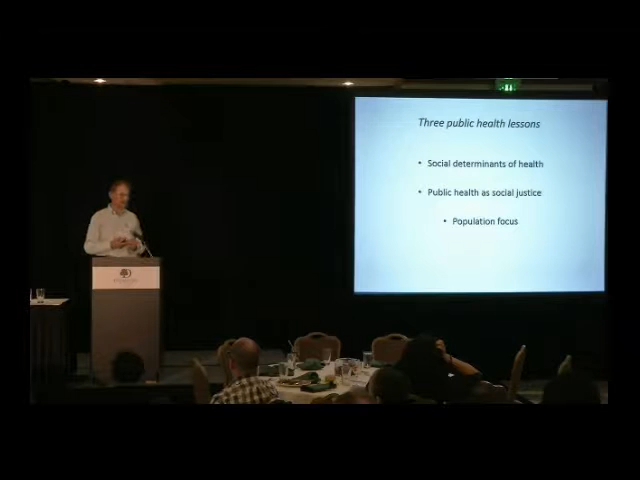 Three public health lessons
• Social determinants of health
• Public health as social justice
• Population focus